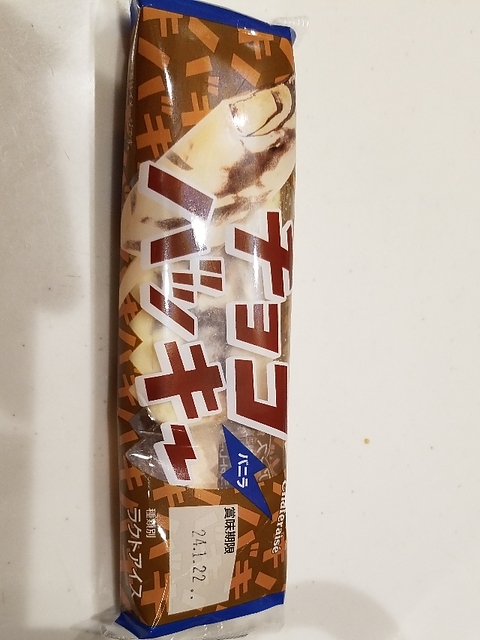 チョコ
バッキー
バニラ
Chateraise
賞味期限
24.1.22
種類別
ラクトアイス